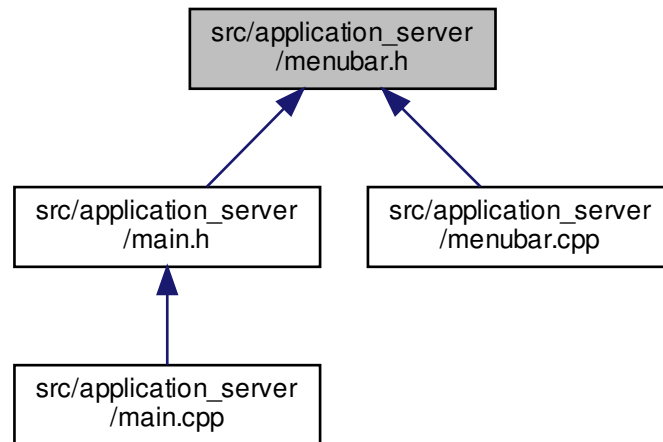 src/application_server
/menubar.h
src/application_server
/main.h
src/application_server
/menubar.cpp
src/application_server
/main.cpp